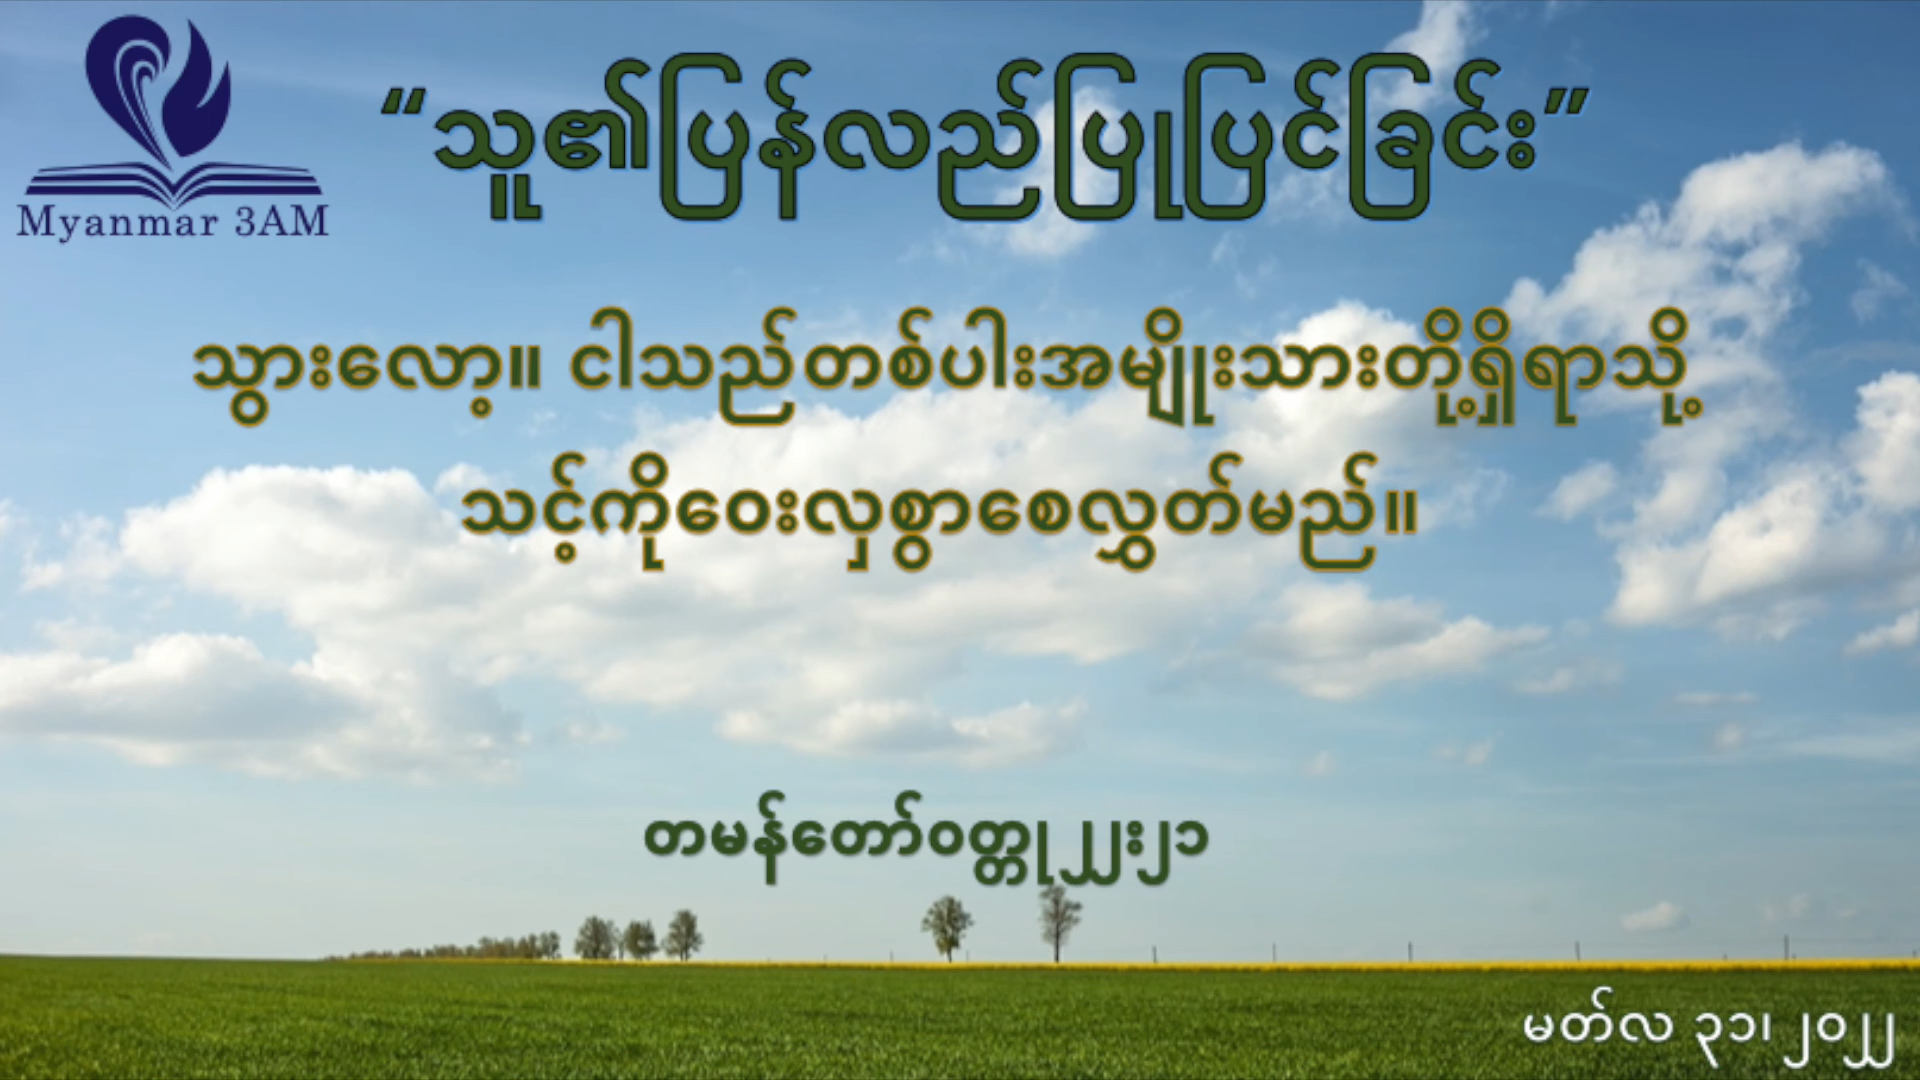 “သူ၏ပြန်လည်ပြုပြင်ခြင်း”
Myanmar 3AM
သွားလော့။ ငါသည်တစ်ပါးအမျိုးသားတို့ရှိရာသို့
သင့်ကိုဝေးလှစွာစေလွှတ်မည်။
တမန်တော်ဝတ္တု၂၂း၂၁
မတ်လ ၃၁၊ ၂၀၂၂